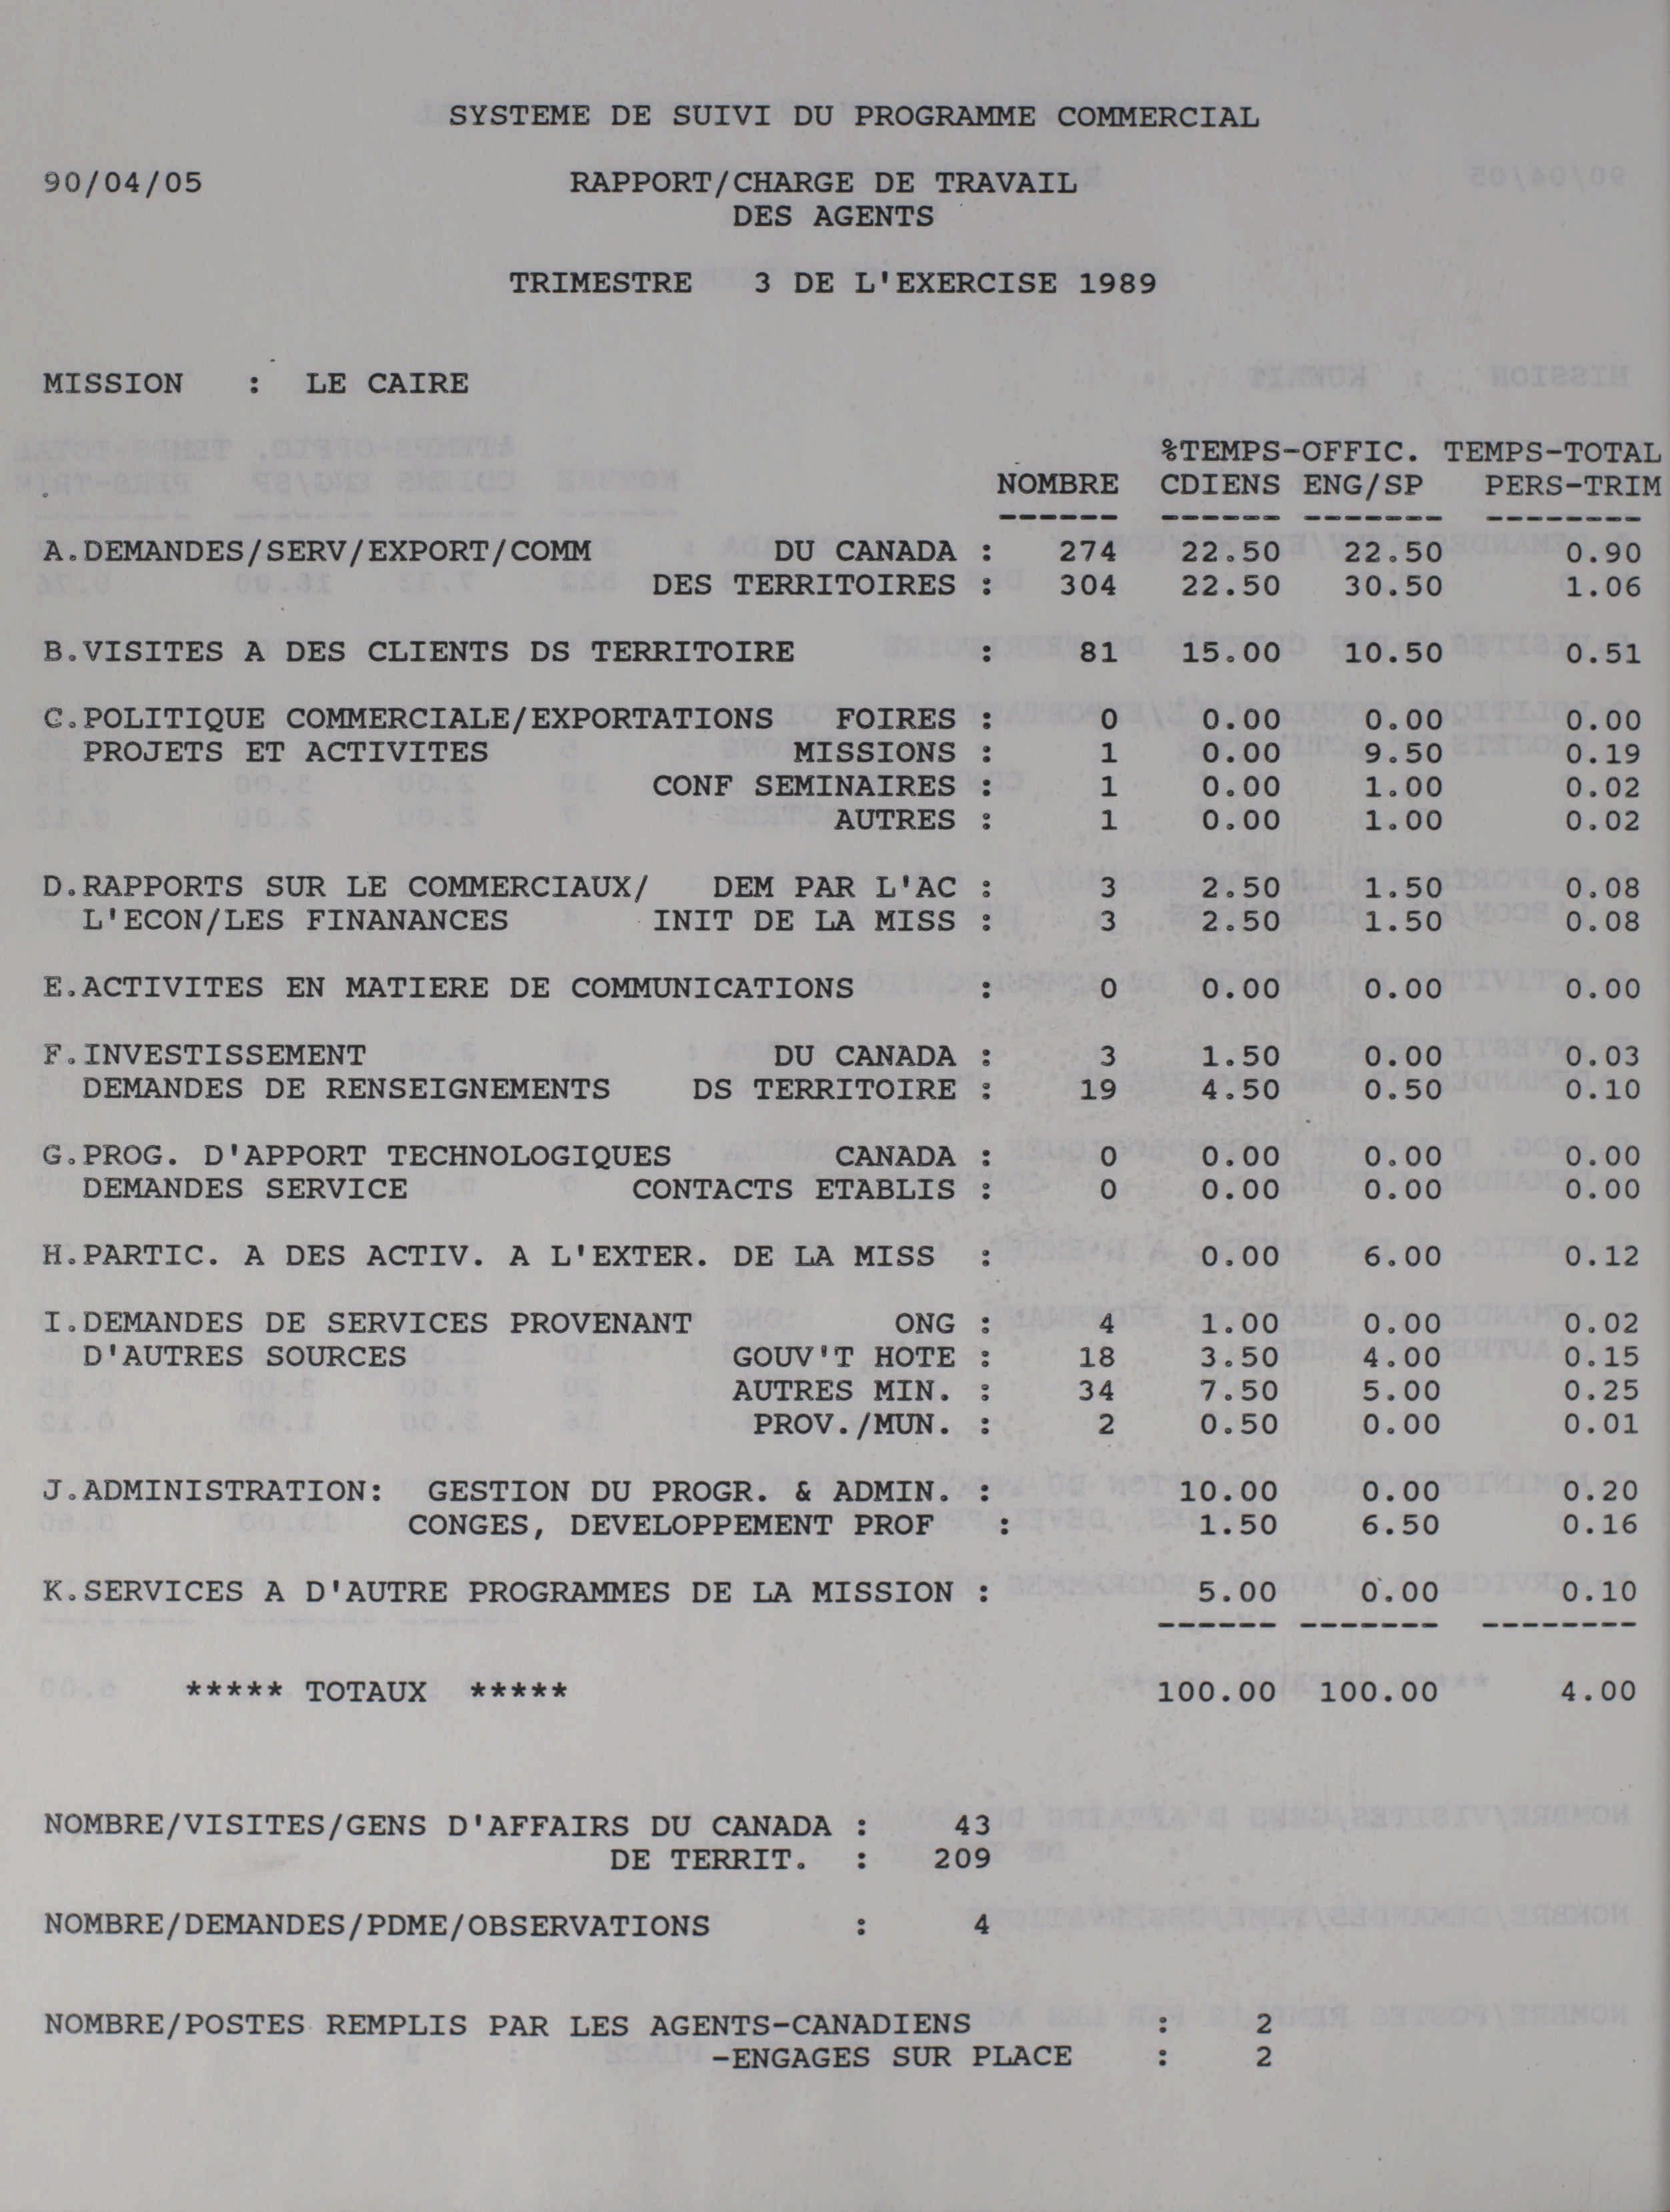 SYSTEME DE SUIVI DU PROGRAMME COMMERCIAL
90/04/05 RAPPORT/CHARGE DE TRAVAIL
DES AGENTS
TRIMESTRE 3 DE L'EXERCISE 1989
MISSION : LE CAIRE
%TEMPS-OFFIC. TEMPS-TOTAL
NOMBRE CDIENS ENG/SP PERS-TRIM
------ ------ ------- --------
A.DEMANDES/SERV/EXPORT/COMM DU CANADA : 274 22.50 22.50 0.90
DES TERRITOIRES : 304 22.50 30.50 1.06
B.VISITES A DES CLIENTS DS TERRITOIRE : 81 15.00 10.50 0.51
C.POLITIQUE COMMERCIALE/EXPORTATIONS FOIRES : 0 0.00 0.00 0.00
PROJETS ET ACTIVITES MISSIONS : 1 0.00 9.50 0.19
CONF SEMINAIRES : 1 0.00 1.00 0.02
AUTRES : 1 0.00 1.00 0.02
D.RAPPORTS SUR LE COMMERCIAUX/ DEM PAR L'AC : 3 2.50 1.50 0.08
L'ECON/LES FINANANCES INIT DE LA MISS : 3 2.50 1.50 0.08
E.ACTIVITES EN MATIERE DE COMMUNICATIONS : 0 0.00 0.00 0.00
F.INVESTISSEMENT DU CANADA : 3 1.50 0.00 0.03
DEMANDES DE RENSEIGNEMENTS DS TERRITOIRE : 19 4.50 0.50 0.10
G.PROG. D'APPORT TECHNOLOGIQUES CANADA : 0 0.00 0.00 0.00
DEMANDES SERVICE CONTACTS ETABLIS : 0 0.00 0.00 0.00
H.PARTIC. A DES ACTIV. A L'EXTER. DE LA MISS : 0.00 6.00 0.12
I.DEMANDES DE SERVICES PROVENANT ONG : 4 1.00 0.00 0.02
D'AUTRES SOURCES GOUV'T HOTE : 18 3.50 4.00 0.15
AUTRES MIN. : 34 7.50 5.00 0.25
PROV./MUN. : 2 0.50 0.00 0.01
J.ADMINISTRATION: GESTION DU PROGR. & ADMIN. : 10.00 0.00 0.20
CONGES, DEVELOPPEMENT PROF : 1.50 6.50 0.16
K.SERVICES A D'AUTRE PROGRAMMES DE LA MISSION : 5.00 0.00 0.10
------ ------- --------
***** TOTAUX ***** 100.00 100.00 4.00
NOMBRE/VISITES/GENS D'AFFAIRS DU CANADA : 43
DE TERRIT. : 209
NOMBRE/DEMANDES/PDME/OBSERVATIONS : 4
NOMBRE/POSTES REMPLIS PAR LES AGENTS-CANADIENS : 2
-ENGAGES SUR PLACE : 2